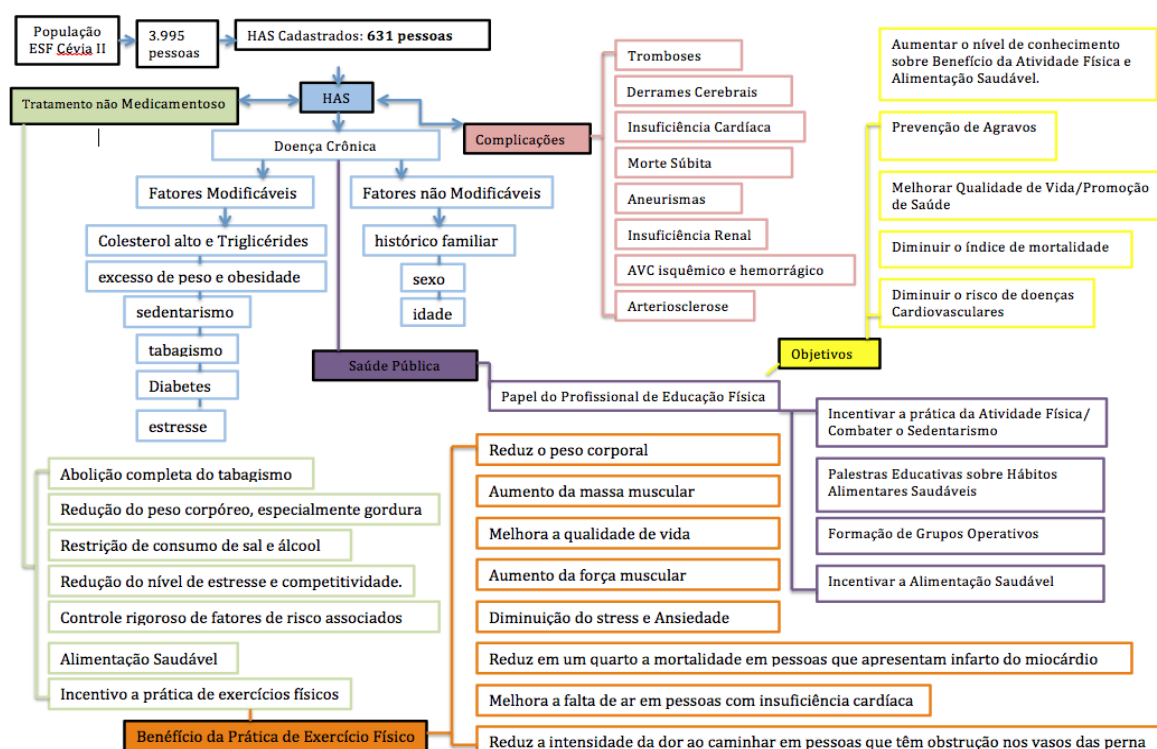 População
ESF Cévia II
3.995
pessoas
HAS Cadastrados: 631 pessoas
Tratamento não Medicamentoso
HAS
Doença Crônica
Fatores Modificáveis
Colesterol alto e Triglicérides
excesso de peso e obesidade
sedentarismo
tabagismo
Diabetes
estresse
Fatores não Modificáveis
histórico familiar
sexo
idade
Complicações
Tromboses
Derrames Cerebrais
Insuficiência Cardíaca
Morte Súbita
Aneurismas
Insuficiência Renal
AVC isquêmico e hemorrágico
Arteriosclerose
Aumentar o nível de conhecimento
sobre Benefício da Atividade Física e
Alimentação Saudável.
Prevenção de Agravos
Melhorar Qualidade de Vida/Promoção
de Saúde
Diminuir o índice de mortalidade
Diminuir o risco de doenças
Cardiovasculares
Objetivos
Saúde Pública
Papel do Profissional de Educação Física
Incentivar a prática da Atividade Física/
Combater o Sedentarismo
Palestras Educativas sobre Hábitos
Alimentares Saudáveis
Formação de Grupos Operativos
Incentivar a Alimentação Saudável
Abolição completa do tabagismo
Redução do peso corpóreo, especialmente gordura
Restrição de consumo de sal e álcool
Redução do nível de estresse e competitividade.
Controle rigoroso de fatores de risco associados
Alimentação Saudável
Incentivo a prática de exercícios físicos
Benéfício da Prática de Exercício Físico
Reduz o peso corporal
Aumento da massa muscular
Melhora a qualidade de vida
Aumento da força muscular
Diminuição do stress e Ansiedade
Reduz em um quarto a mortalidade em pessoas que apresentam infarto do miocárdio
Melhora a falta de ar em pessoas com insuficiência cardíaca
Reduz a intensidade da dor ao caminhar em pessoas que têm obstrução nos vasos das perna